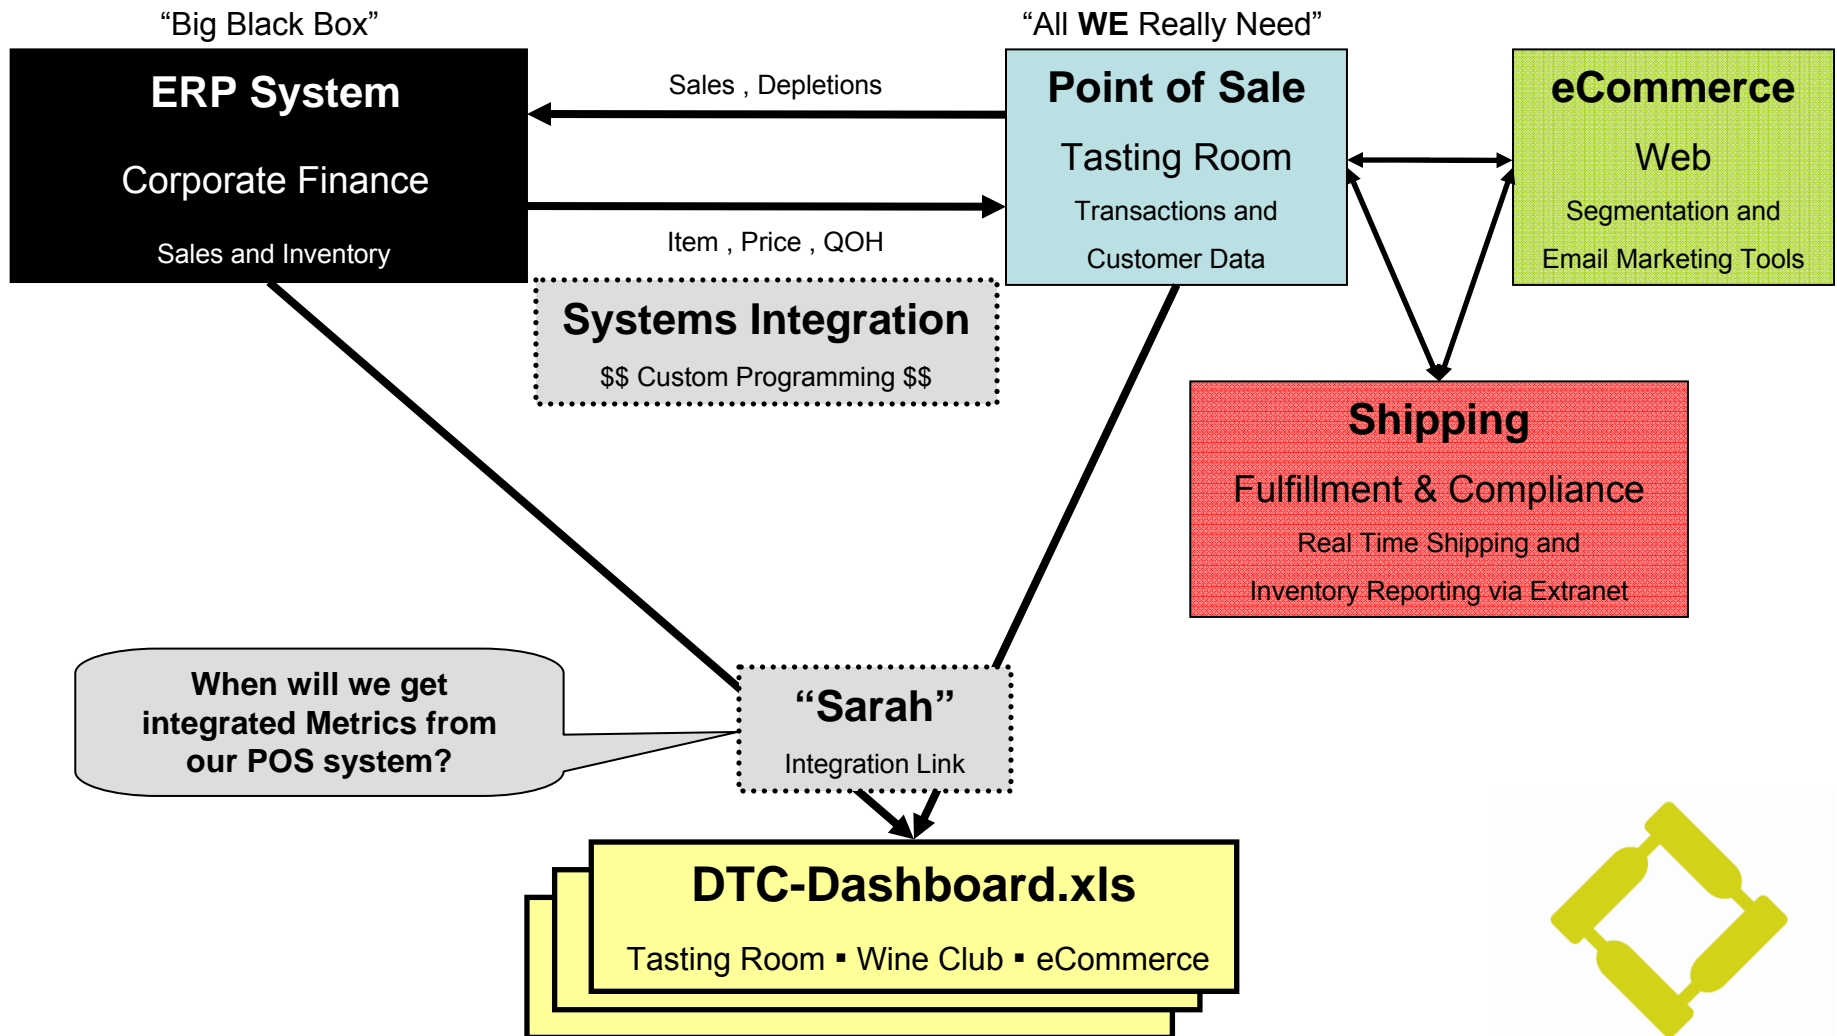 “Big Black Box”
“All WE Really Need”
ERP System
Corporate Finance
Sales and Inventory
Sales , Depletions
Item , Price , QOH
Point of Sale
Tasting Room
Transactions and
Customer Data
eCommerce
Web
Segmentation and
Email Marketing Tools
Systems Integration
$$ Custom Programming $$
Shipping
Fulfillment & Compliance
Real Time Shipping and
Inventory Reporting via Extranet
When will we get
integrated Metrics from
our POS system?
“Sarah”
Integration Link
DTC-Dashboard.xls
Tasting Room ▪ Wine Club ▪ eCommerce